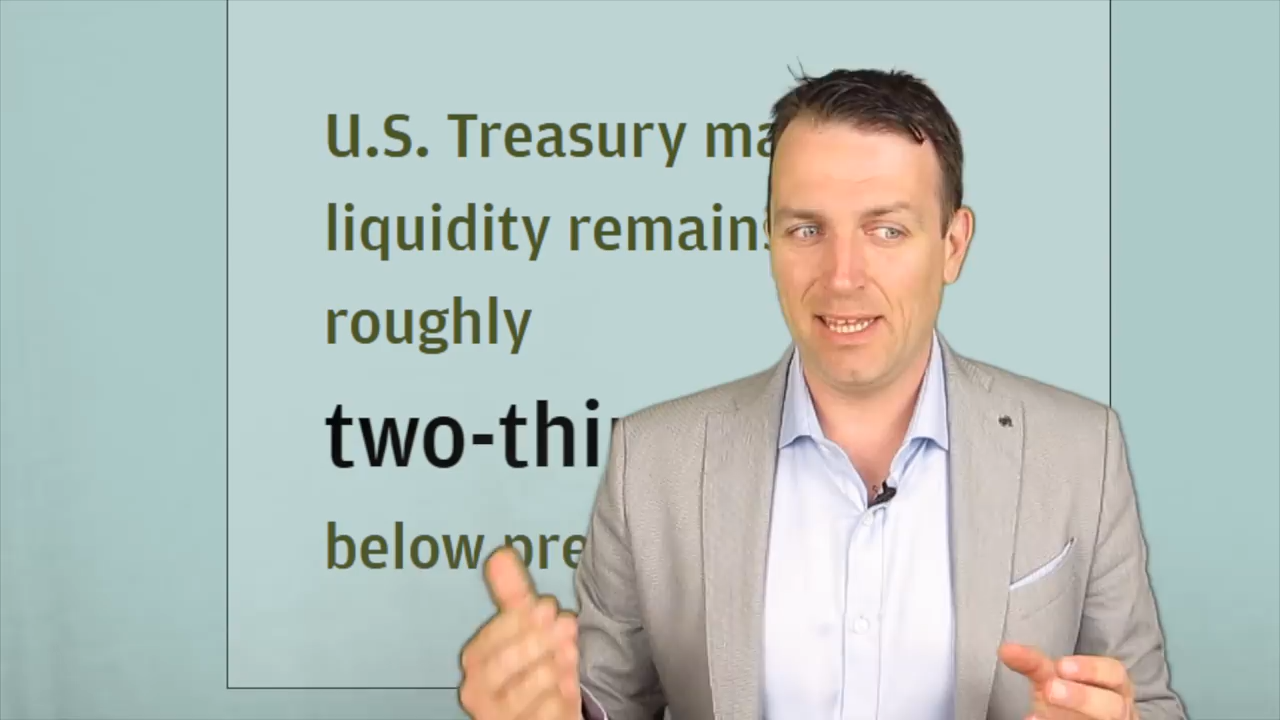 U.S. Treasury ma
liquidity remains
roughly
two-thi
below pre